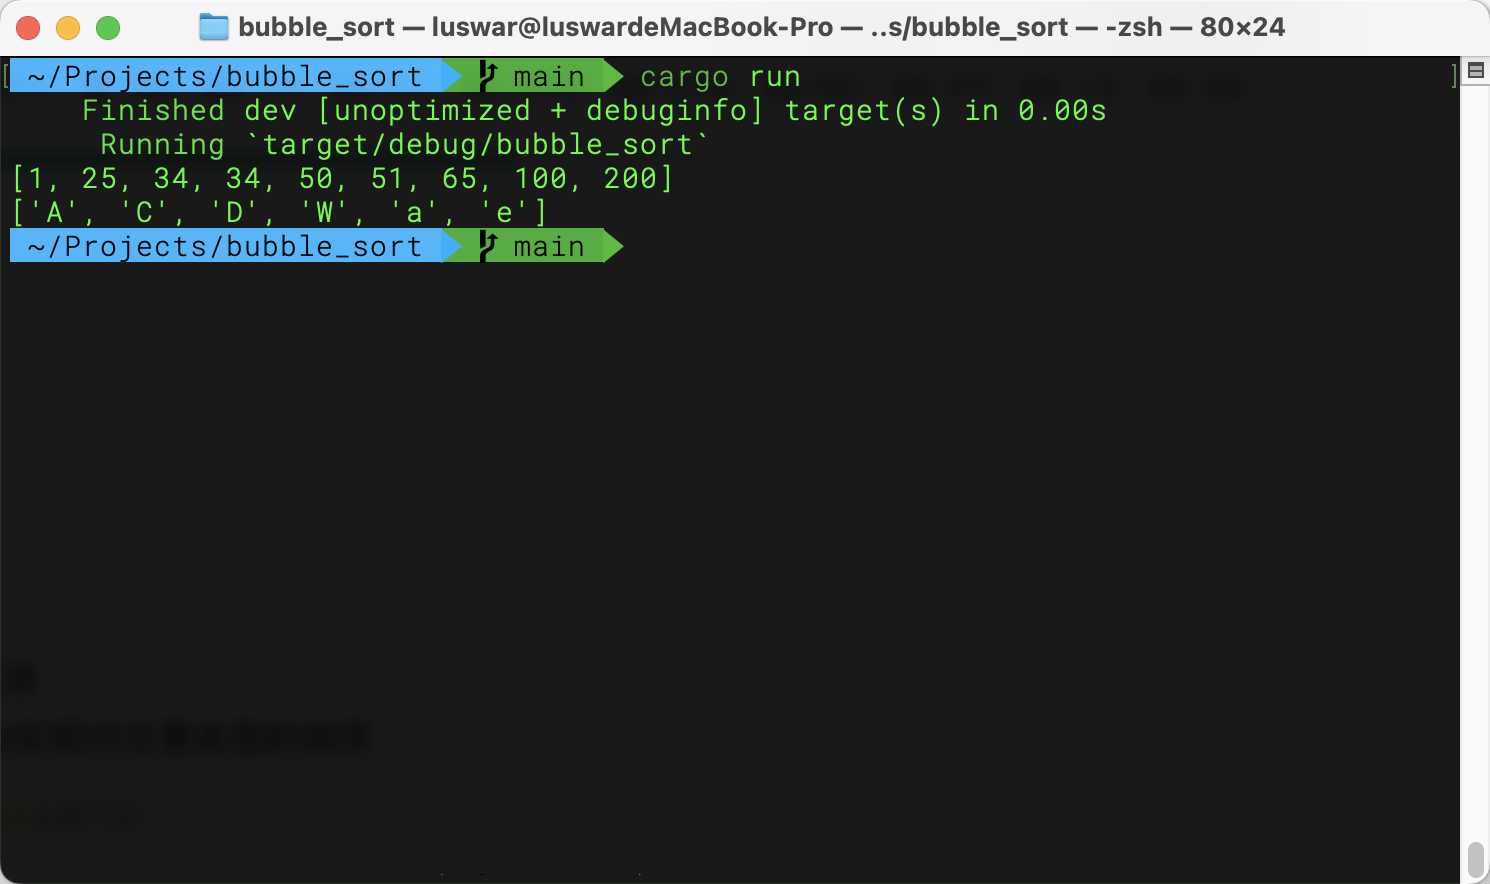 bubble_sort — luswar@luswardeMacBook-Pro — ..s/bubble_sort — -zsh — 80×24
[ ~/Projects/bubble_sort main cargo run ]
Finished dev [unoptimized + debuginfo] target(s) in 0.00s
Running `target/debug/bubble_sort`
[1, 25, 34, 34, 50, 51, 65, 100, 200]
['A', 'C', 'D', 'W', 'a', 'e']
~/Projects/bubble_sort main